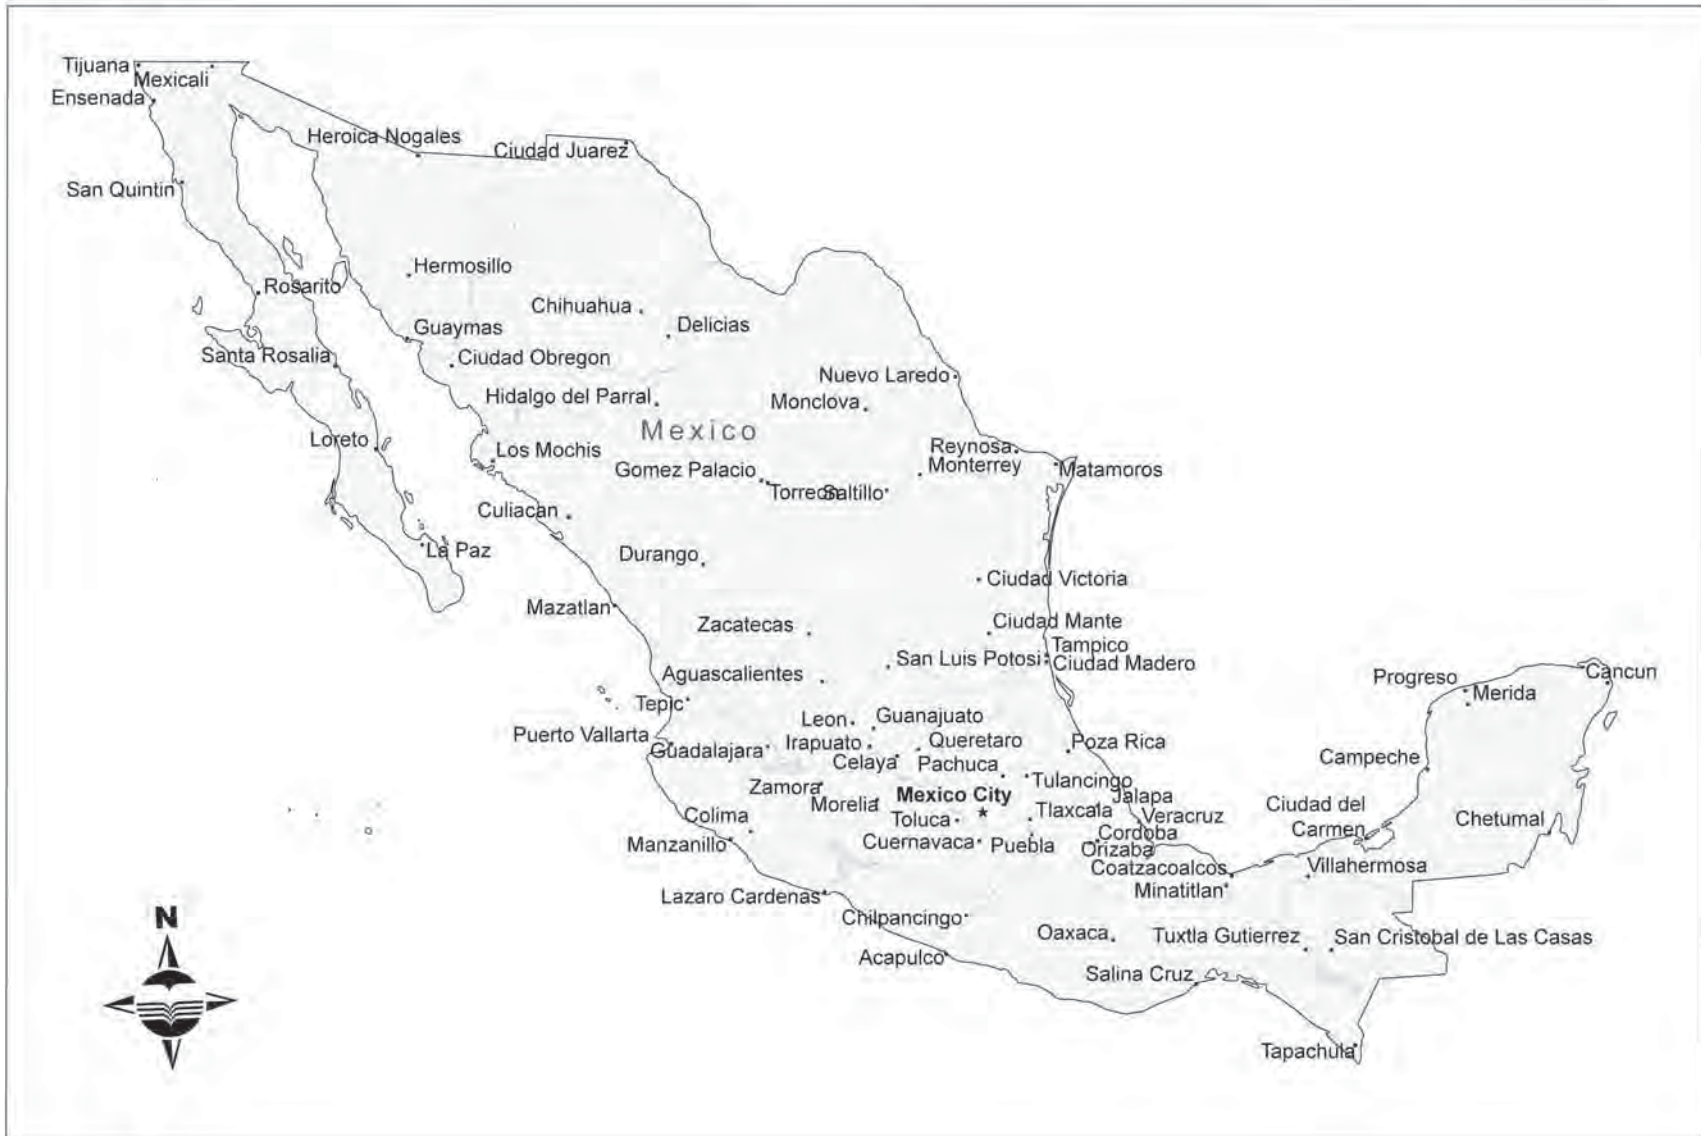 Tijuana
Mexicali
Ensenada
Heroica Nogales
Ciudad Juarez
San Quintin
Hermosillo
Rosarito
Chihuahua
Delicias
Guaymas
Santa Rosalia
Ciudad Obregon
Nuevo Laredo
Hidalgo del Parral
Monclova
Mexico
Loreto
Los Mochis
Reynosa
Monterrey
Matamoros
Gomez Palacio
Torreon
Saltillo
Culiacan
La Paz
Durango
Ciudad Victoria
Mazatlan
Zacatecas
Ciudad Mante
Tampico
San Luis Potosi
Ciudad Madero
Aguascalientes
Progreso
Cancun
Merida
Tepic
Leon
Guanajuato
Puerto Vallarta
Guadalajara
Irapuato
Queretaro
Poza Rica
Celaya
Pachuca
Campeche
Tulancingo
Zamora
Morelia
Mexico City
Jalapa
Ciudad del
Carmen
Colima
Toluca
Tlaxcala
Veracruz
Chetumal
Cordoba
Manzanillo
Cuernavaca
Puebla
Orizaba
Coatzacoalcos
Villahermosa
Minatitlan
Lazaro Cardenas
Chilpancingo
N
Oaxaca
Tuxtla Gutierrez
San Cristobal de Las Casas
Acapulco
Salina Cruz
Tapachula